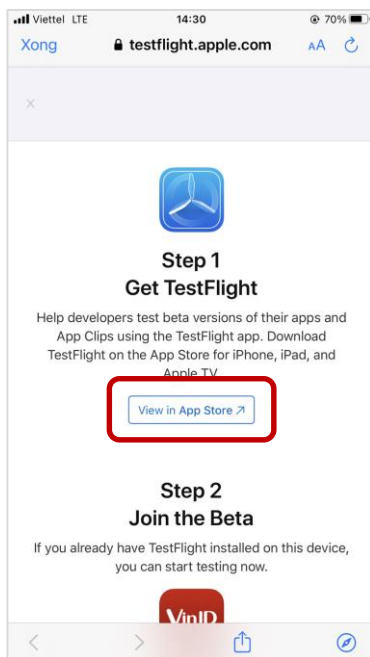 Viettel LTE 14:30 70%
Xong testflight.apple.com AA
×
Step 1
Get TestFlight
Help developers test beta versions of their apps and
App Clips using the TestFlight app. Download
TestFlight on the App Store for iPhone, iPad, and
Apple TV
View in App Store ↗
Step 2
Join the Beta
If you already have TestFlight installed on this device,
you can start testing now.
VinID